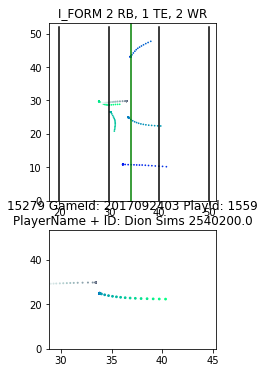 I_FORM 2 RB, 1 TE, 2 WR
50
40
30
20
10
0
20 30 40 50
15279 GameId: 2017092403 PlayId: 1559
PlayerName + ID: Dion Sims 2540200.0
40
20
0
30 35 40 45